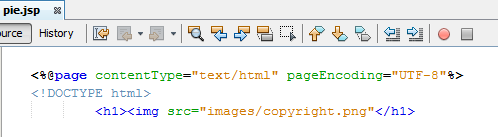 pie.jsp
ource History
<%@page contentType="text/html" pageEncoding="UTF-8"%>
<!DOCTYPE html>
<h1><img src="images/copyright.png"</h1>